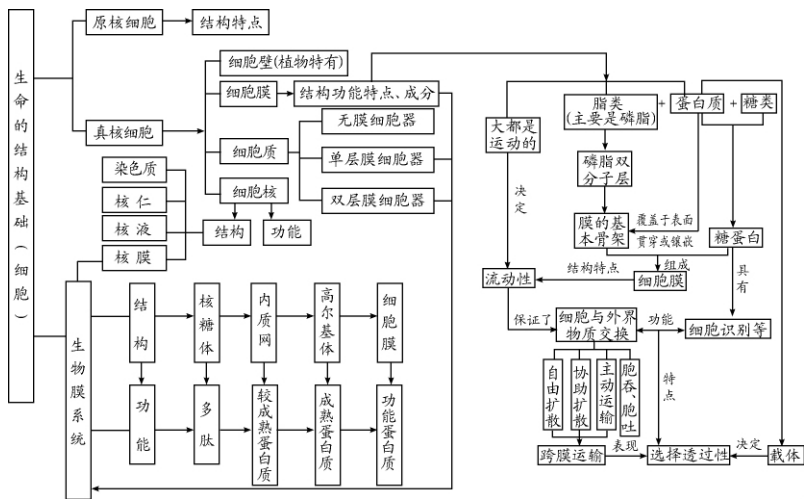 生命的结构基础(细胞)
原核细胞
结构特点
真核细胞
细胞壁(植物特有)
细胞膜
结构功能特点、成分
细胞质
无膜细胞器
单层膜细胞器
双层膜细胞器
细胞核
结构
功能
染色质
核仁
核液
核膜
生物膜系统
结构
核糖体
内质网
高尔基体
细胞膜
功能
多肽
较成熟蛋白质
成熟蛋白质
功能蛋白质
大都是
运动的
脂类
(主要是磷脂)
+
蛋白质
+
糖类
磷脂双
分子层
决定
膜的基
本骨架
覆盖于表面
贯穿或镶嵌
糖蛋白
组成
细胞膜
结构特点
流动性
具有
保证了
细胞与外界
物质交换
功能
细胞识别等
自由扩散
协助扩散
主动运输
胞吞、胞吐
特点
跨膜运输
表现
选择透过性
决定
载体